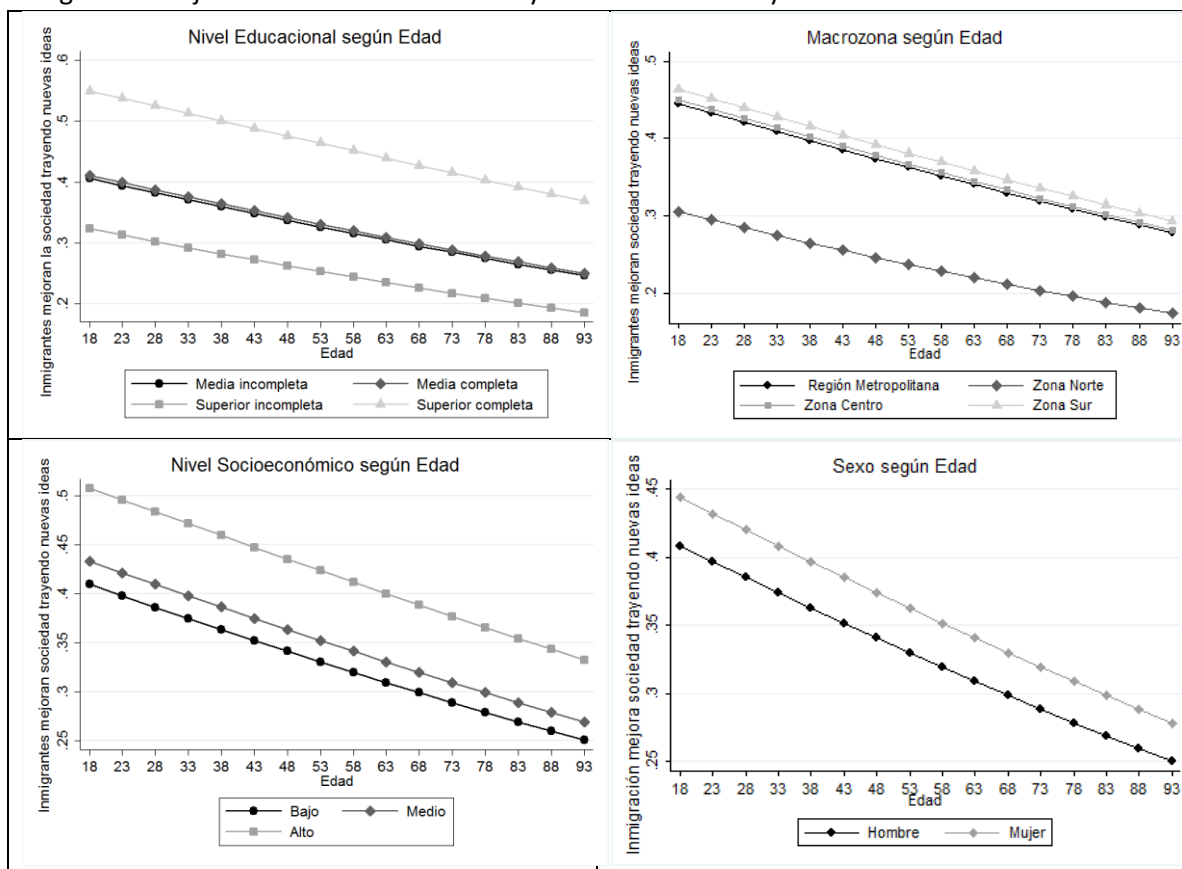 Nivel Educacional según Edad
Inmigrantes mejoran la sociedad trayendo nuevas ideas
.6
.5
.4
.3
.2
18 23 28 33 38 43 48 53 58 63 68 73 78 83 88 93
Edad
Media incompleta Media completa
Superior incompleta Superior completa
Macrozona según Edad
Inmigrantes mejoran sociedad trayendo nuevas ideas
.5
.4
.3
.2
18 23 28 33 38 43 48 53 58 63 68 73 78 83 88 93
Edad
Región Metropolitana Zona Norte
Zona Centro Zona Sur
Nivel Socioeconómico según Edad
Inmigrantes mejoran sociedad trayendo nuevas ideas
.5
.45
.4
.35
.3
.25
18 23 28 33 38 43 48 53 58 63 68 73 78 83 88 93
Edad
Bajo Medio
Alto
Sexo según Edad
Inmigración mejora sociedad trayendo nuevas ideas
.45
.4
.35
.3
.25
18 23 28 33 38 43 48 53 58 63 68 73 78 83 88 93
Edad
Hombre Mujer